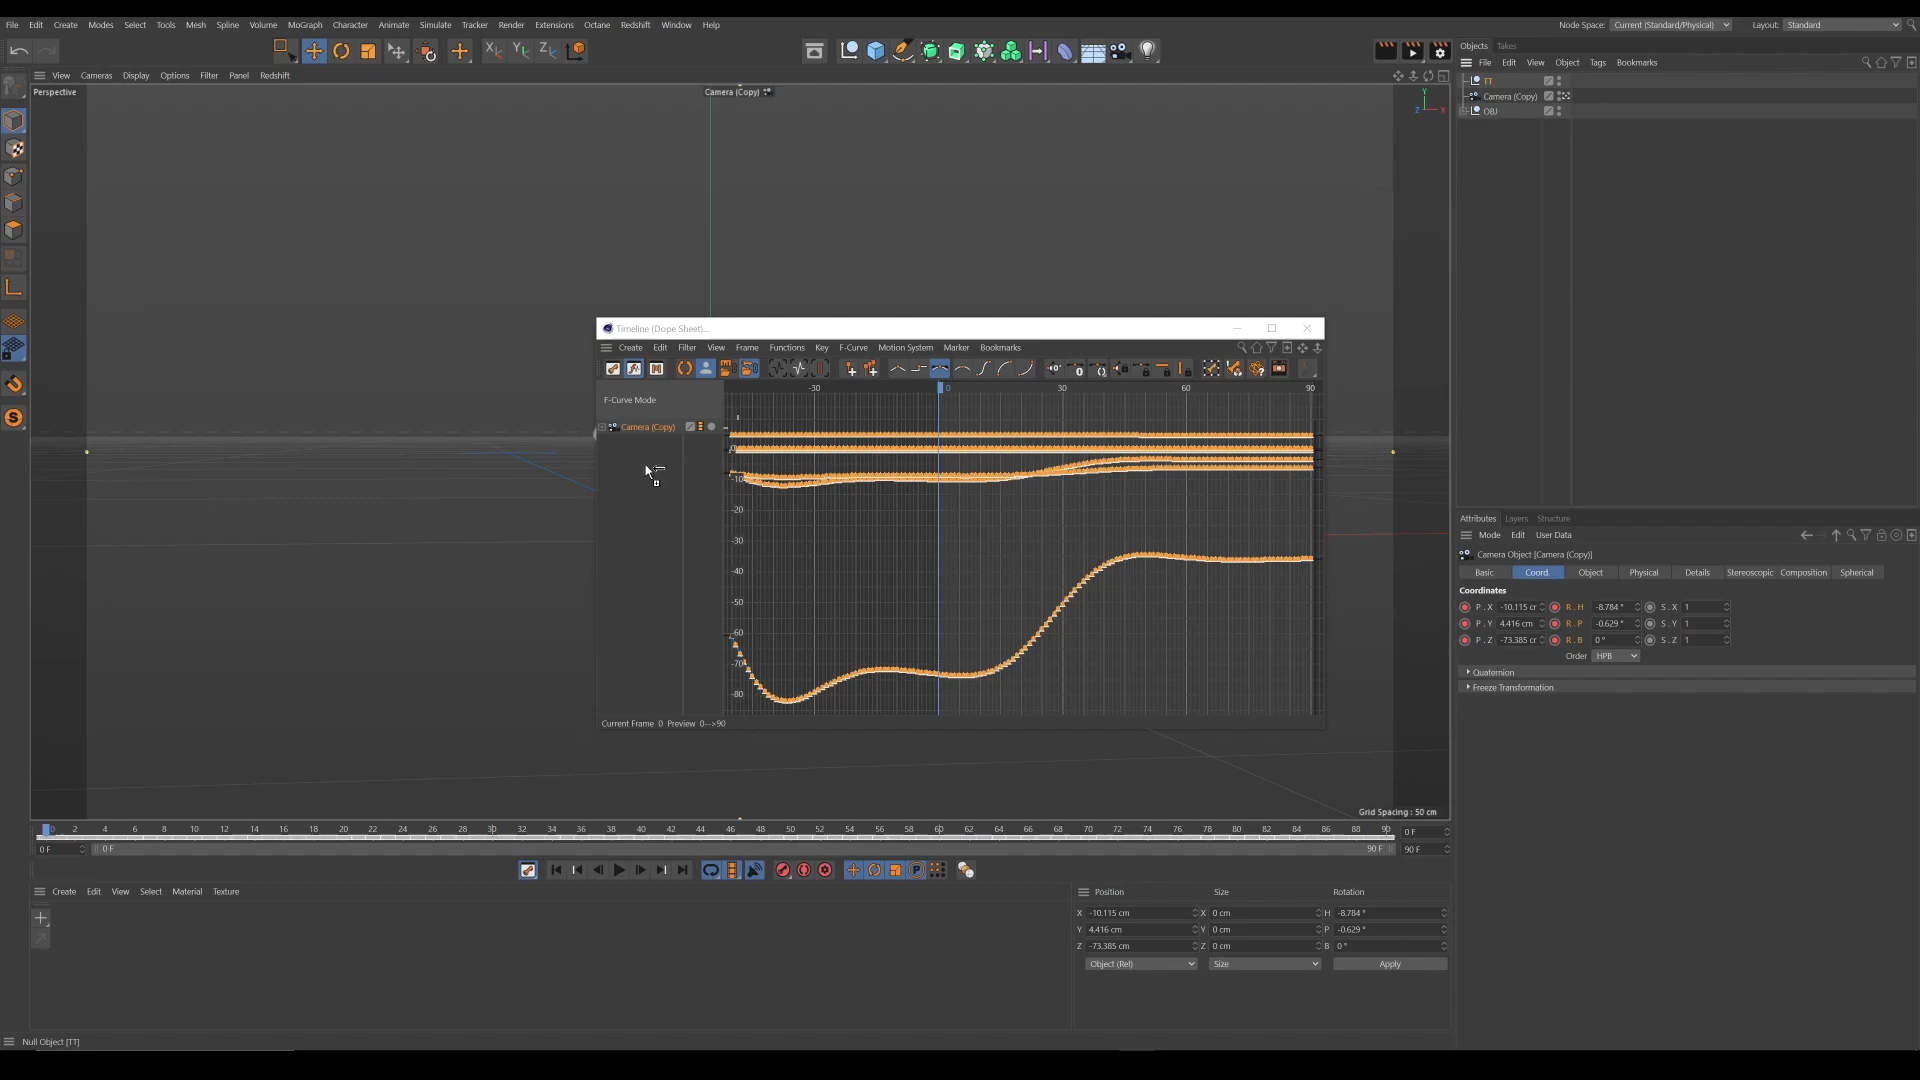 File Edit Create Modes Select Tools Mesh Spline Volume MoGraph Character Animate Simulate Tracker Render Extensions Octane Redshift Window Help
Node Space: Current (Standard/Physical) Layout: Standard
X Y Z
Objects Takes
File Edit View Object Tags Bookmarks
View Cameras Display Options Filter Panel Redshift
Perspective
Camera (Copy)
Y
Z X
TT
Camera (Copy)
OBJ
Timeline (Dope Sheet)...
Create Edit Filter View Frame Functions Key F-Curve Motion System Marker Bookmarks
F-Curve Mode
-30 0 30 60 90
Camera (Copy)
0
-10
-20
-30
-40
-50
-60
-70
-80
Current Frame 0 Preview 0-->90
Attributes Layers Structure
Mode Edit User Data
Camera Object [Camera (Copy)]
Basic Coord. Object Physical Details Stereoscopic Composition Spherical
Coordinates
P . X -10.115 cr R . H -8.784 ° S . X 1
P . Y 4.416 cm R . P -0.629 ° S . Y 1
P . Z -73.385 cr R . B 0 ° S . Z 1
Order HPB
Quaternion
Freeze Transformation
Grid Spacing : 50 cm
0 2 4 6 8 10 12 14 16 18 20 22 24 26 28 30 32 34 36 38 40 42 44 46 48 50 52 54 56 58 60 62 64 66 68 70 72 74 76 78 80 82 84 86 88 90
0 F
0 F 0 F 90 F 90 F
Create Edit View Select Material Texture
Position Size Rotation
X -10.115 cm X 0 cm H -8.784 °
Y 4.416 cm Y 0 cm P -0.629 °
Z -73.385 cm Z 0 cm B 0 °
Object (Rel) Size Apply
Null Object [TT]